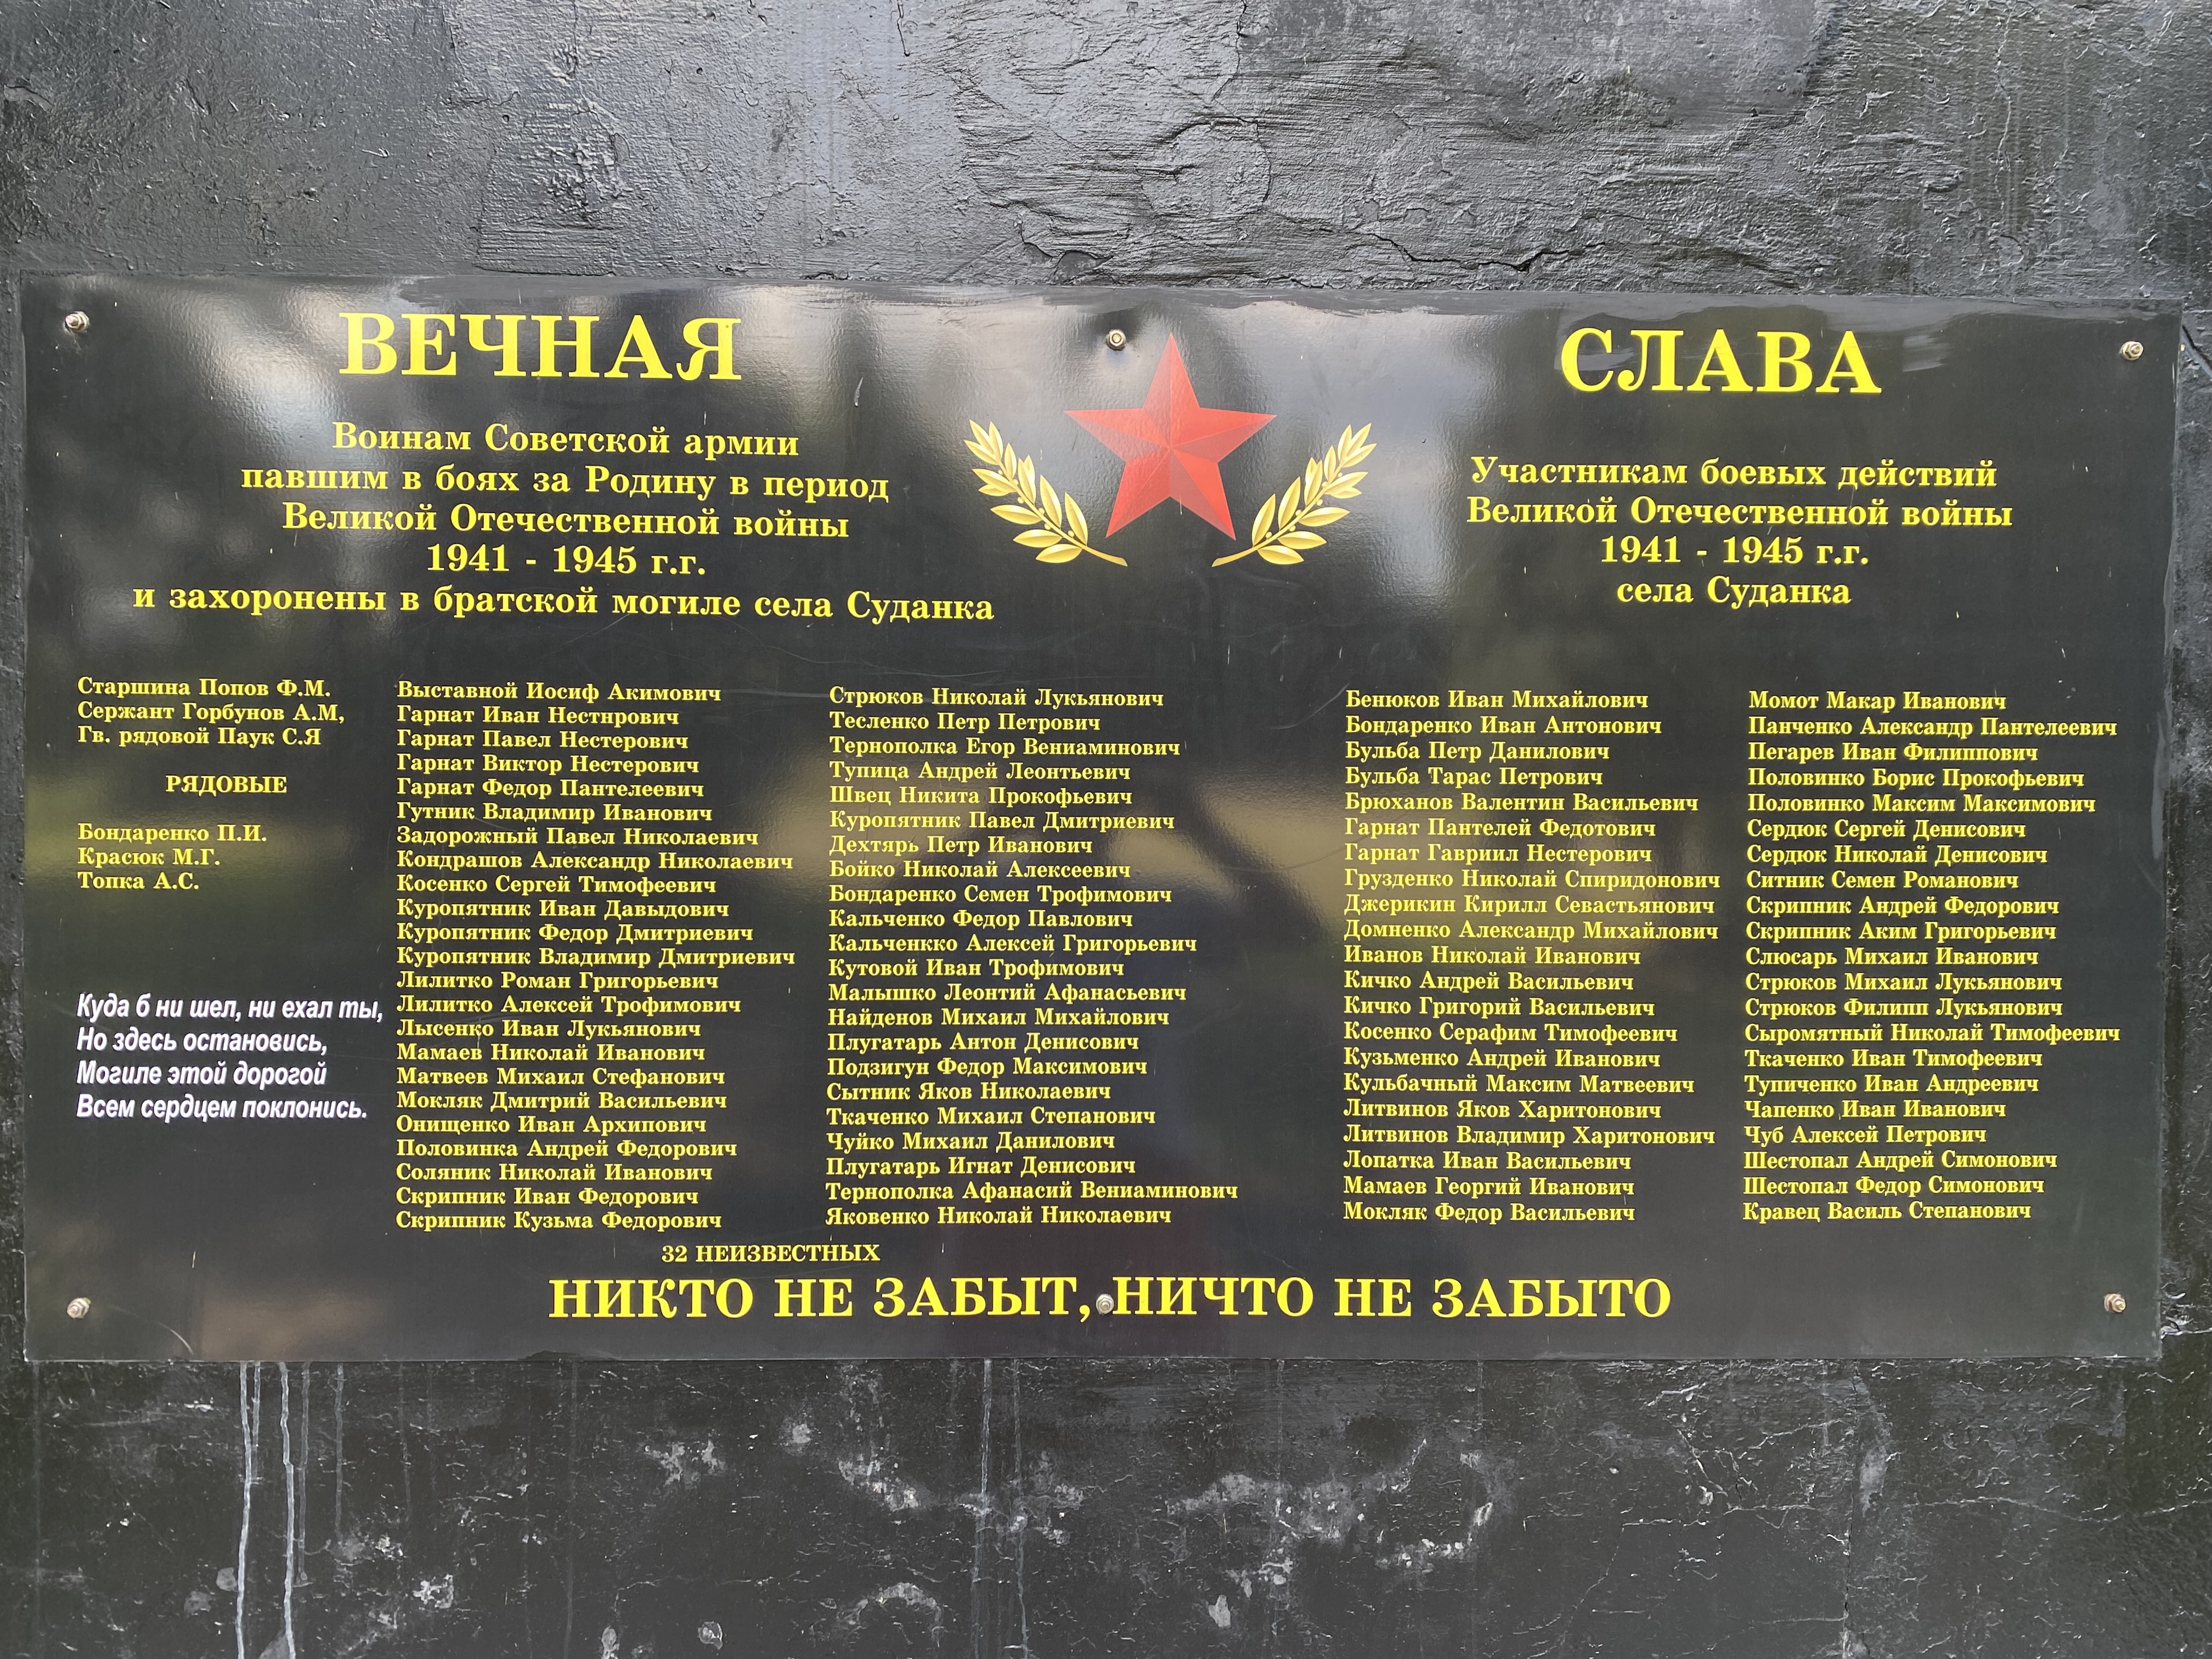 ВЕЧНАЯ
СЛАВА
Воинам Советской армии
павшим в боях за Родину в период
Великой Отечественной войны
1941 - 1945 г.г.
и захоронены в братской могиле села Суданка
Участникам боевых действий
Великой Отечественной войны
1941 - 1945 г.г.
села Суданка
Старшина Попов Ф.М.
Сержант Горбунов А.М,
Гв. рядовой Паук С.Я
РЯДОВЫЕ
Бондаренко П.И.
Красюк М.Г.
Топка А.С.
Куда б ни шел, ни ехал ты,
Но здесь остановись,
Могиле этой дорогой
Всем сердцем поклонись.
Выставной Иосиф Акимович
Гарнат Иван Нестнрович
Гарнат Павел Нестерович
Гарнат Виктор Нестерович
Гарнат Федор Пантелеевич
Гутник Владимир Иванович
Задорожный Павел Николаевич
Кондрашов Александр Николаевич
Косенко Сергей Тимофеевич
Куропятник Иван Давыдович
Куропятник Федор Дмитриевич
Куропятник Владимир Дмитриевич
Лилитко Роман Григорьевич
Лилитко Алексей Трофимович
Лысенко Иван Лукьянович
Мамаев Николай Иванович
Матвеев Михаил Стефанович
Мокляк Дмитрий Васильевич
Онищенко Иван Архипович
Половинка Андрей Федорович
Соляник Николай Иванович
Скрипник Иван Федорович
Скрипник Кузьма Федорович
Стрюков Николай Лукьянович
Тесленко Петр Петрович
Тернополка Егор Вениаминович
Тупица Андрей Леонтьевич
Швец Никита Прокофьевич
Куропятник Павел Дмитриевич
Дехтярь Петр Иванович
Бойко Николай Алексеевич
Бондаренко Семен Трофимович
Кальченко Федор Павлович
Кальченкко Алексей Григорьевич
Кутовой Иван Трофимович
Малышко Леонтий Афанасьевич
Найденов Михаил Михайлович
Плугатарь Антон Денисович
Подзигун Федор Максимович
Сытник Яков Николаевич
Ткаченко Михаил Степанович
Чуйко Михаил Данилович
Плугатарь Игнат Денисович
Тернополка Афанасий Вениаминович
Яковенко Николай Николаевич
Бенюков Иван Михайлович
Бондаренко Иван Антонович
Бульба Петр Данилович
Бульба Тарас Петрович
Брюханов Валентин Васильевич
Гарнат Пантелей Федотович
Гарнат Гавриил Нестерович
Грузденко Николай Спиридонович
Джерикин Кирилл Севастьянович
Домненко Александр Михайлович
Иванов Николай Иванович
Кичко Андрей Васильевич
Кичко Григорий Васильевич
Косенко Серафим Тимофеевич
Кузьменко Андрей Иванович
Кульбачный Максим Матвеевич
Литвинов Яков Харитонович
Литвинов Владимир Харитонович
Лопатка Иван Васильевич
Мамаев Георгий Иванович
Мокляк Федор Васильевич
Момот Макар Иванович
Панченко Александр Пантелеевич
Пегарев Иван Филиппович
Половинко Борис Прокофьевич
Половинко Максим Максимович
Сердюк Сергей Денисович
Сердюк Николай Денисович
Ситник Семен Романович
Скрипник Андрей Федорович
Скрипник Аким Григорьевич
Слюсарь Михаил Иванович
Стрюков Михаил Лукьянович
Стрюков Филипп Лукьянович
Сыромятный Николай Тимофеевич
Ткаченко Иван Тимофеевич
Тупиченко Иван Андреевич
Чапенко Иван Иванович
Чуб Алексей Петрович
Шестопал Андрей Симонович
Шестопал Федор Симонович
Кравец Василь Степанович
32 НЕИЗВЕСТНЫХ
НИКТО НЕ ЗАБЫТ, НИЧТО НЕ ЗАБЫТО